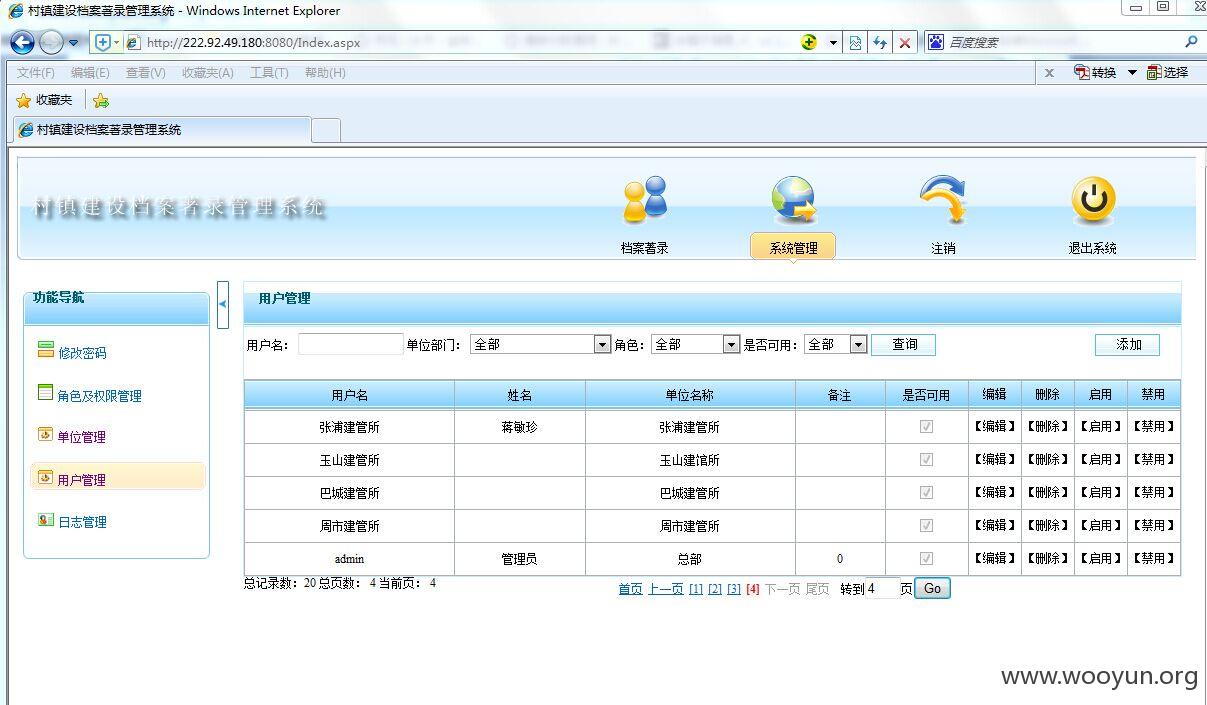 村镇建设档案著录管理系统 - Windows Internet Explorer
http://222.92.49.180:8080/Index.aspx
百度搜索
文件(F) 编辑(E) 查看(V) 收藏夹(A) 工具(T) 帮助(H)
x 转换 选择
收藏夹
村镇建设档案著录管理系统
村镇建设档案著录管理系统
档案著录 系统管理 注销 退出系统
功能导航
修改密码
角色及权限管理
单位管理
用户管理
日志管理
用户管理
用户名： 单位部门： 全部 角色： 全部 是否可用： 全部 查询 添加
用户名 姓名 单位名称 备注 是否可用 编辑 删除 启用 禁用
张浦建管所 蒋敏珍 张浦建管所 【编辑】 【删除】 【启用】 【禁用】
玉山建管所 玉山建馆所 【编辑】 【删除】 【启用】 【禁用】
巴城建管所 巴城建管所 【编辑】 【删除】 【启用】 【禁用】
周市建管所 周市建管所 【编辑】 【删除】 【启用】 【禁用】
admin 管理员 总部 0 【编辑】 【删除】 【启用】 【禁用】
总记录数：20 总页数： 4 当前页： 4 首页 上一页 [1] [2] [3] [4] 下一页 尾页 转到 4 页 Go
www.wooyun.org